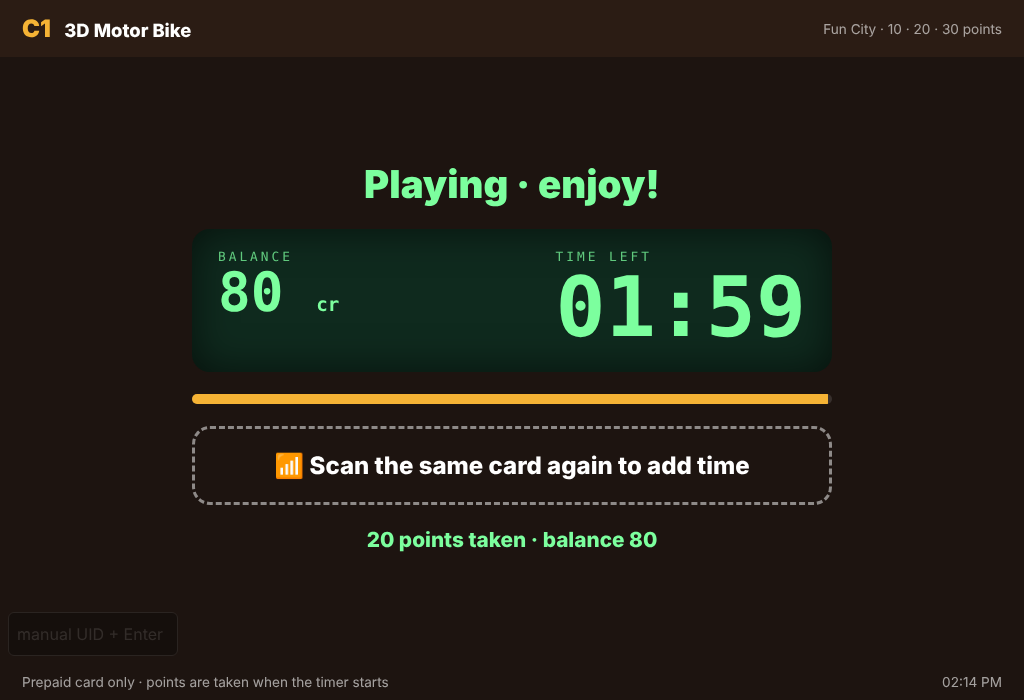 C1 3D Motor Bike
Fun City · 10 · 20 · 30 points
Playing · enjoy!
BALANCE
80 cr
TIME LEFT
01:59
📶 Scan the same card again to add time
20 points taken · balance 80
manual UID + Enter
Prepaid card only · points are taken when the timer starts
02:14 PM